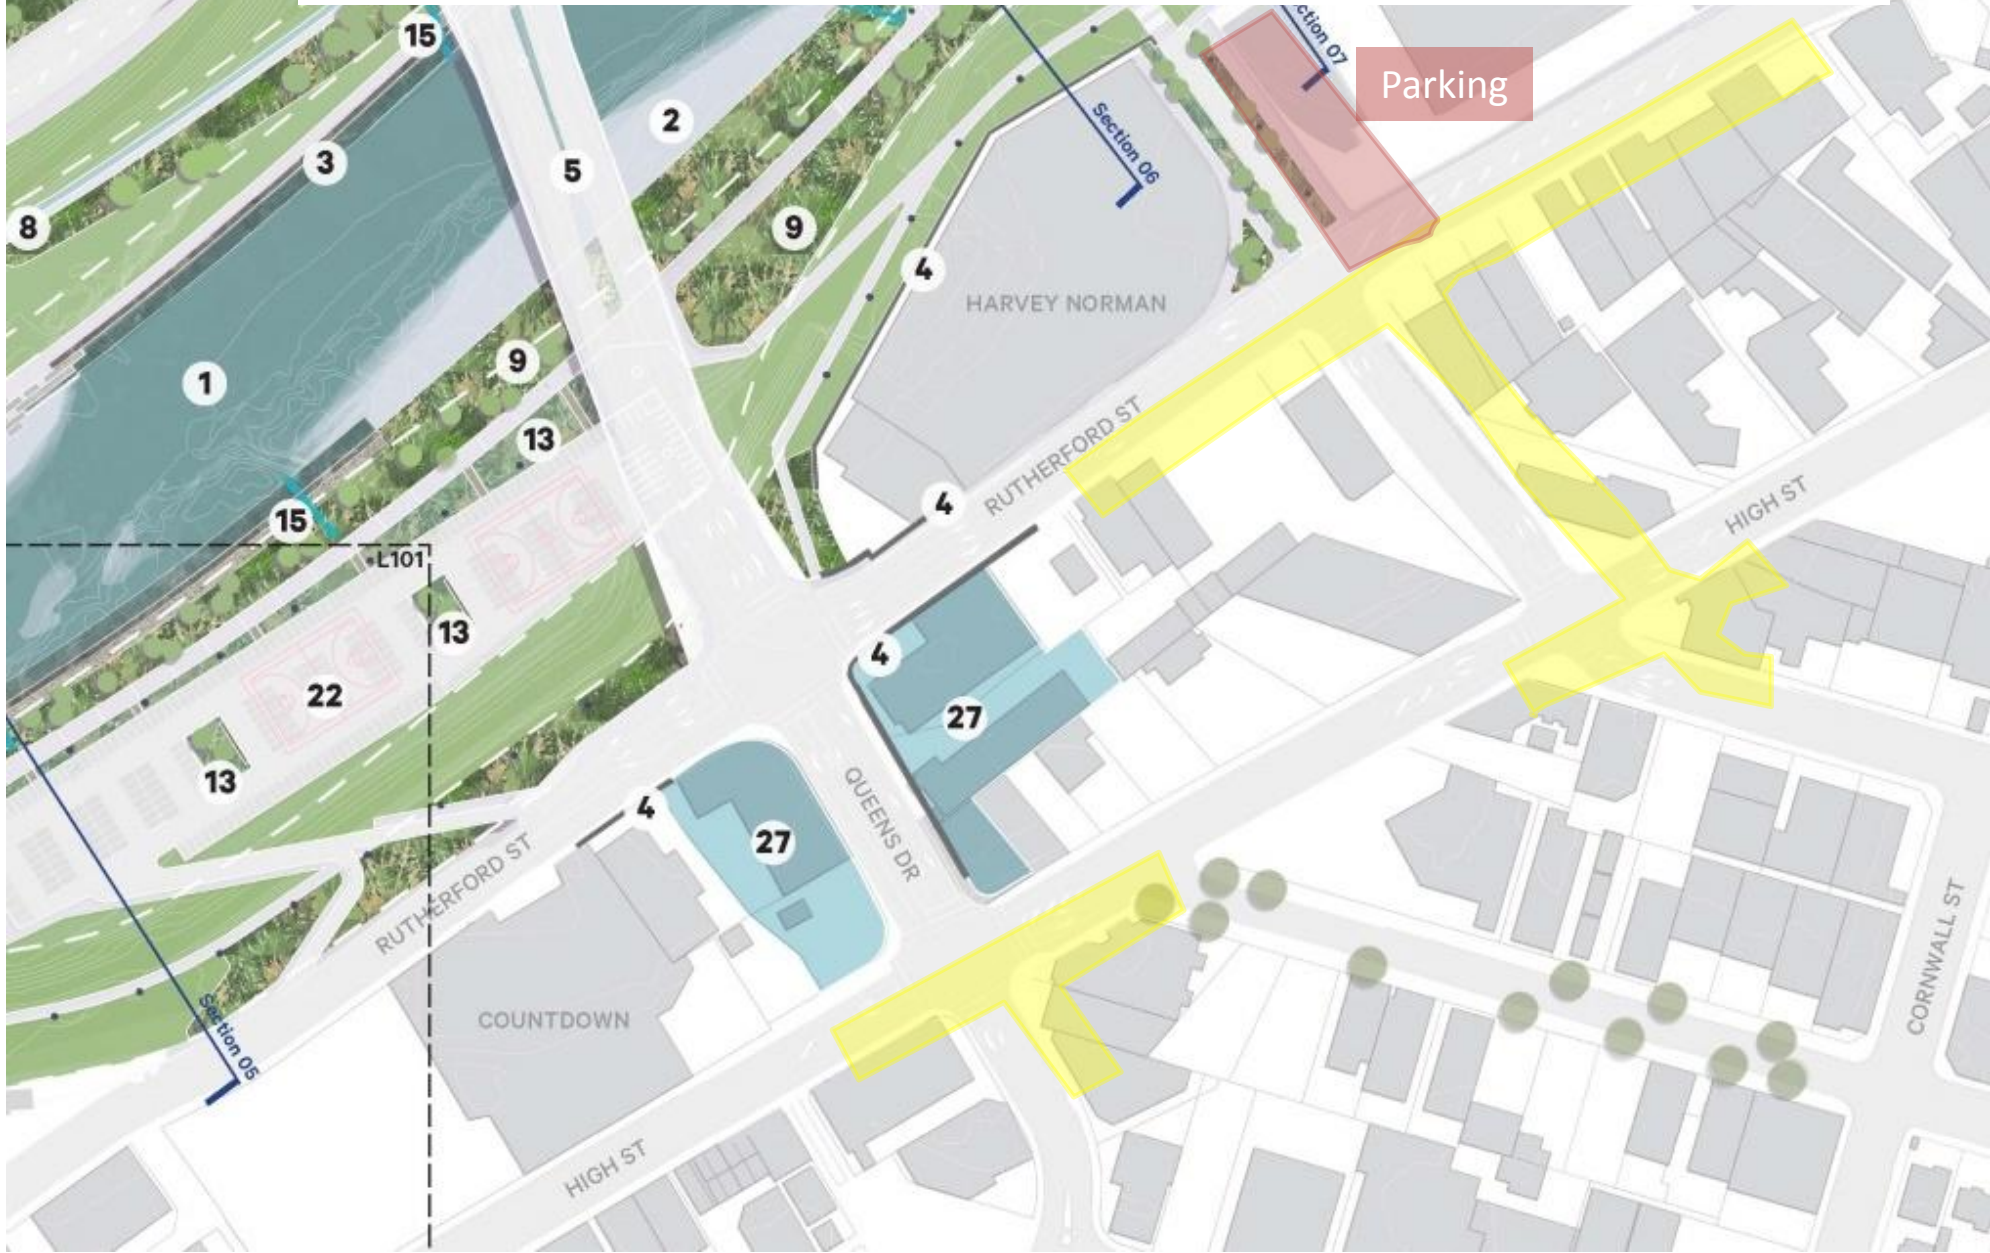 15
ction 07
Parking
2
Section 06
3
5
8
9
4
HARVEY NORMAN
9
1
13
RUTHERFORD ST
4
HIGH ST
15
L101
13
4
22
27
13
QUEENS DR
4
27
RUTHERFORD ST
CORNWALL ST
Section 05
COUNTDOWN
HIGH ST